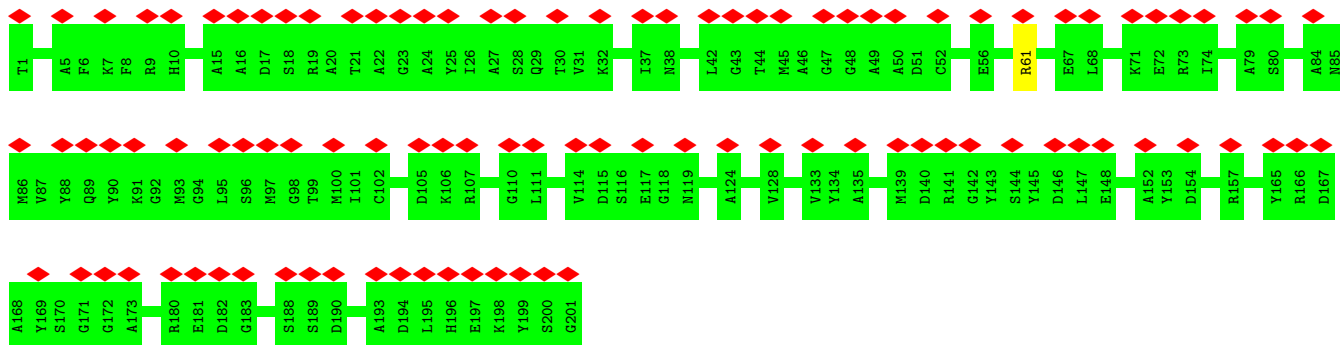 T1 A5 F6 K7 F8 R9 H10 A15 A16 D17 S18 R19 A20 T21 A22 G23 A24 Y25 I26 A27 S28 Q29 T30 V31 K32 I37 N38 L42 G43 T44 M45 A46 G47 G48 A49 A50 D51 C52 E56 R61 E67 L68 K71 E72 R73 I74 A79 S80 A84 N85
M86 V87 Y88 Q89 Y90 K91 G92 M93 G94 L95 S96 M97 G98 T99 M100 I101 C102 D105 K106 R107 G110 L111 V114 D115 S116 E117 G118 N119 A124 V128 V133 Y134 A135 M139 D140 R141 G142 Y143 S144 Y145 D146 L147 E148 A152 Y153 D154 R157 Y165 R166 D167
A168 Y169 S170 G171 G172 A173 R180 E181 D182 G183 S188 S189 D190 A193 D194 L195 H196 E197 K198 Y199 S200 G201